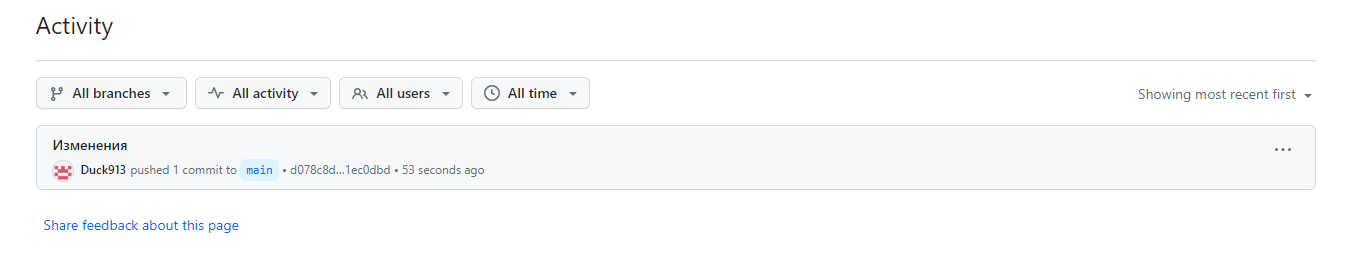 Activity
All branches All activity All users All time Showing most recent first
Изменения
Duck913 pushed 1 commit to main • d078c8d...1ec0dbd • 53 seconds ago
Share feedback about this page